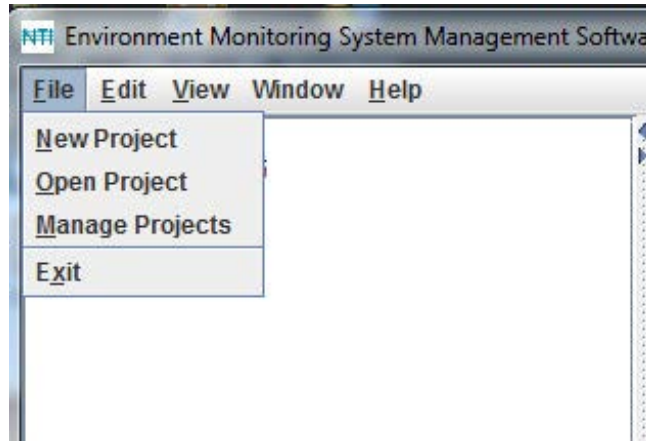 NTI Environment Monitoring System Management Softwa
File Edit View Window Help
New Project
Open Project
Manage Projects
Exit